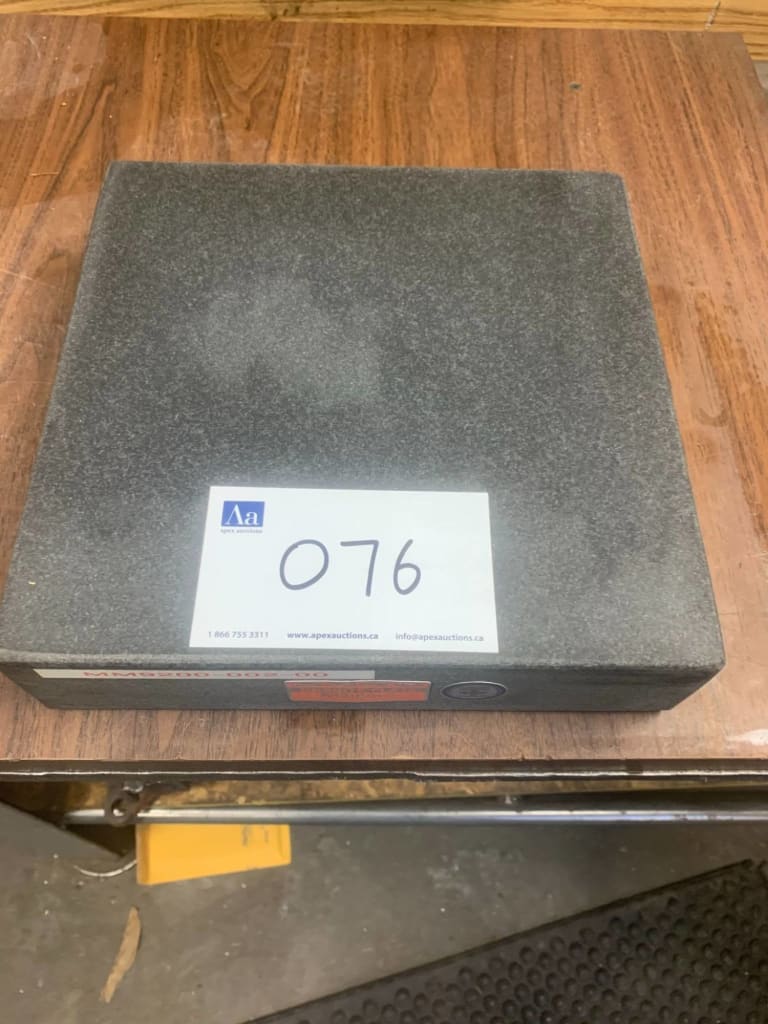 Aa
apex auctions
076
1 866 755 3311 www.apexauctions.ca info@apexauctions.ca
MM9200-002-00